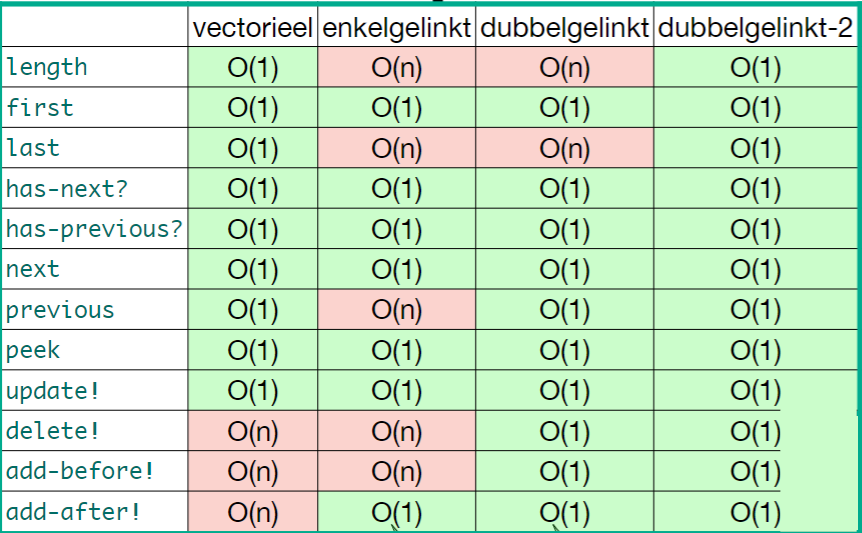 vectorieel enkelgelinkt dubbelgelinkt dubbelgelinkt-2
length O(1) O(n) O(n) O(1)
first O(1) O(1) O(1) O(1)
last O(1) O(n) O(n) O(1)
has-next? O(1) O(1) O(1) O(1)
has-previous? O(1) O(1) O(1) O(1)
next O(1) O(1) O(1) O(1)
previous O(1) O(n) O(1) O(1)
peek O(1) O(1) O(1) O(1)
update! O(1) O(1) O(1) O(1)
delete! O(n) O(n) O(1) O(1)
add-before! O(n) O(n) O(1) O(1)
add-after! O(n) O(1) O(1) O(1)